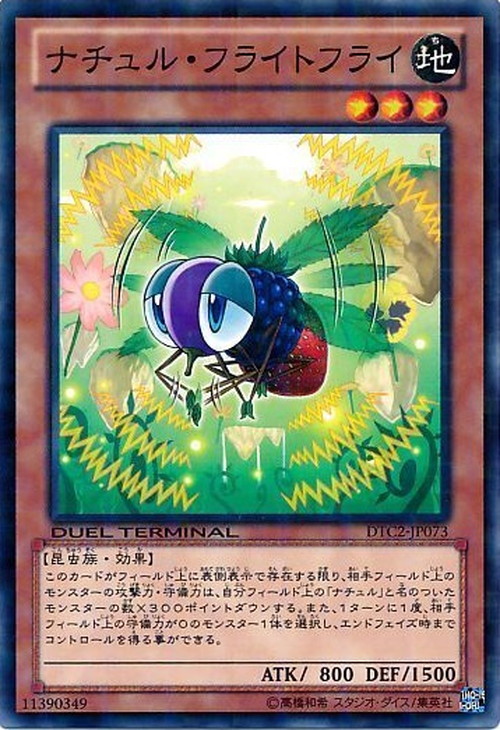 ナチュル・フライトフライ
地
DUEL TERMINAL
DTC2-JP073
【昆虫族・効果】
このカードがフィールド上に表側表示で存在する限り、相手フィールド上の
モンスターの攻撃力・守備力は、自分フィールド上の「ナチュル」と名のついた
モンスターの数×300ポイントダウンする。また、1ターンに1度、相手
フィールド上の守備力が0のモンスター1体を選択し、エンドフェイズ時まで
コントロールを得る事ができる。
ATK/ 800 DEF/1500
11390349
©高橋和希 スタジオ・ダイス/集英社